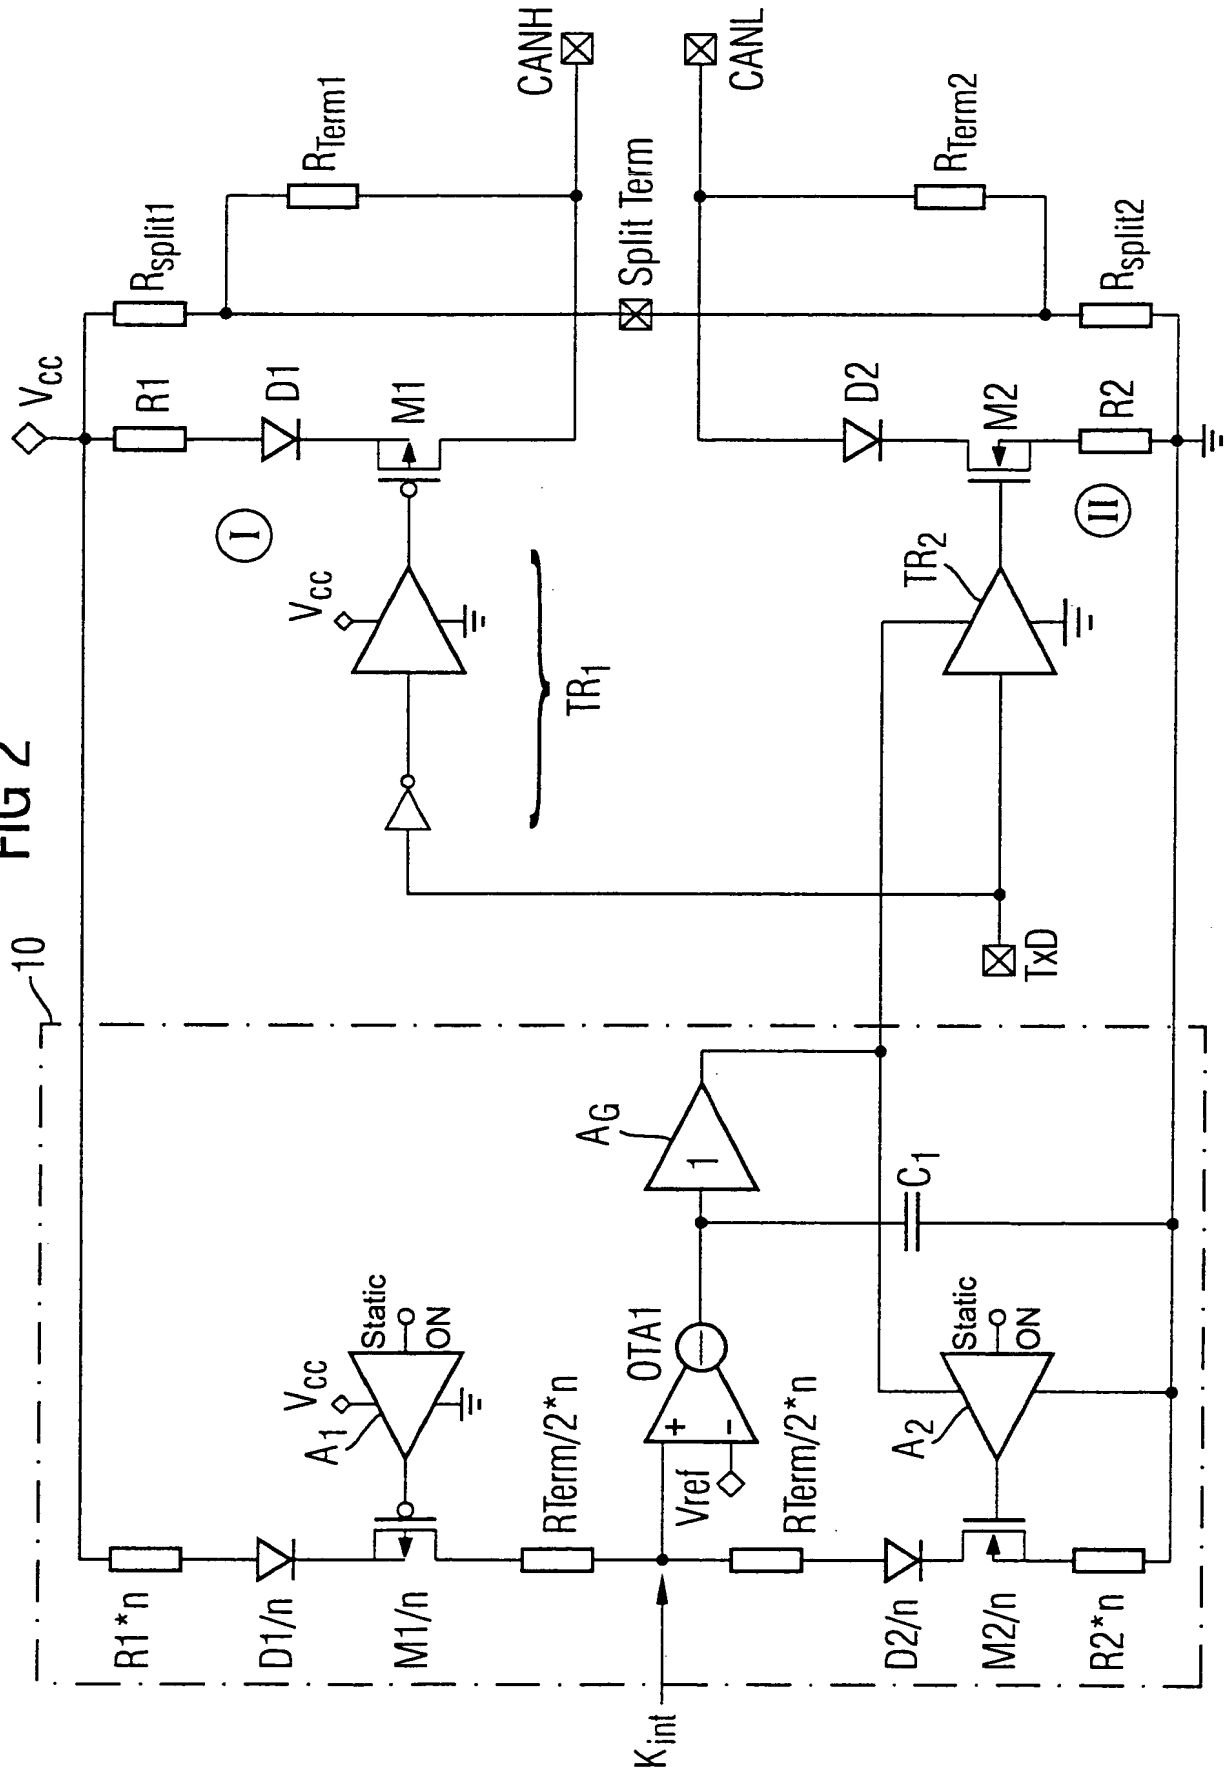 FIG 2
10
Vcc
R1*n
D1/n
M1/n
A1
Vcc
Static
ON
RTerm/2*n
Kint
Vref
OTA1
+
-
RTerm/2*n
AG
1
C1
D2/n
M2/n
R2*n
A2
Static
ON
TxD
TR1
Vcc
I
R1
D1
M1
Rsplit1
RTerm1
CANH
Split Term
CANL
RTerm2
Rsplit2
TR2
D2
M2
R2
II